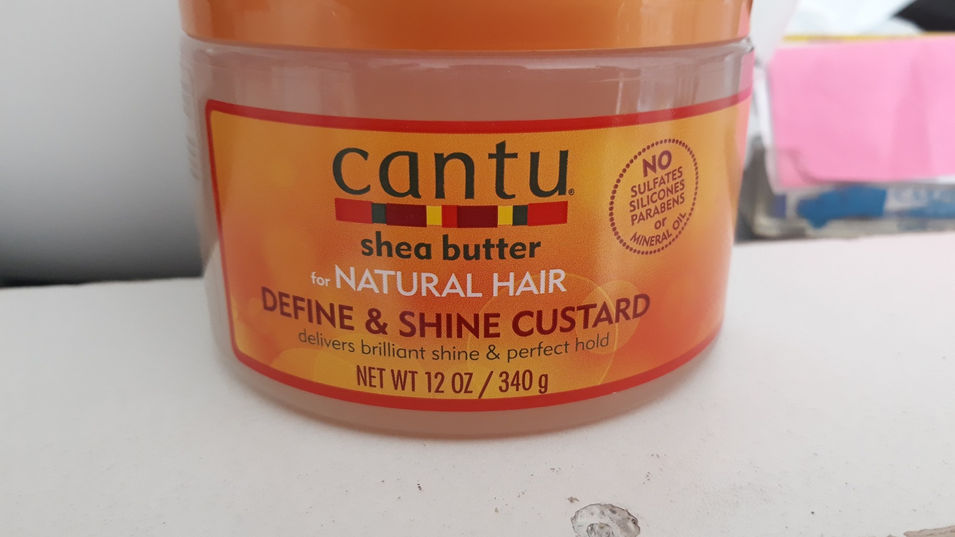 cantu
shea butter
for NATURAL HAIR
DEFINE & SHINE CUSTARD
delivers brilliant shine & perfect hold
NET WT 12 OZ / 340 g
NO
SULFATES
SILICONES
PARABENS
or
MINERAL OIL